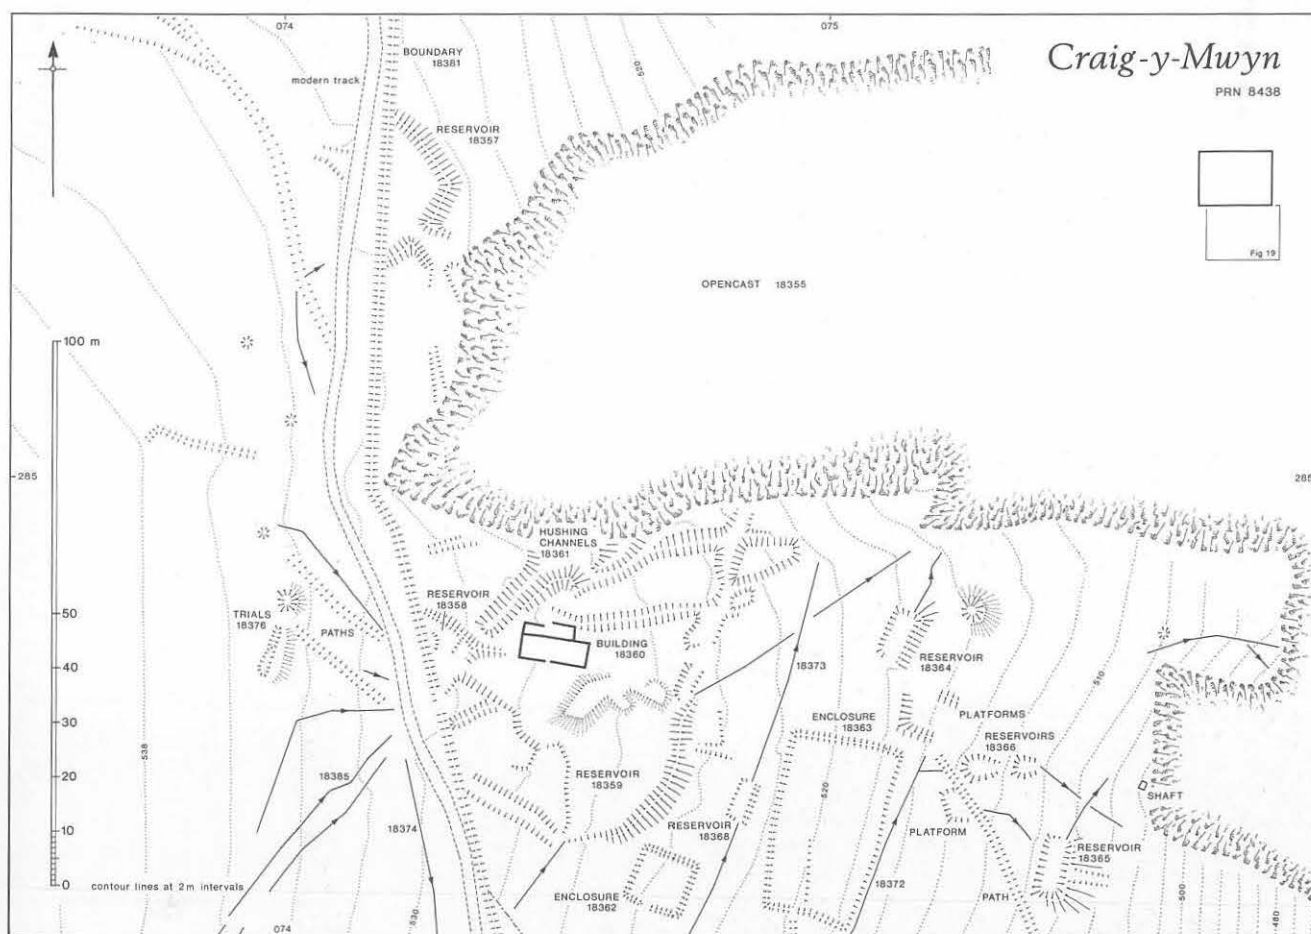 074
075
Craig-y-Mwyn
PRN 8438
BOUNDARY
18381
520
modern track
RESERVOIR
18357
Fig 19
OPENCAST 18355
100 m
285
285
HUSHING
CHANNELS
18361
RESERVOIR
18358
50
TRIALS
18376
PATHS
BUILDING
18360
40
RESERVOIR
18364
18373
510
30
ENCLOSURE
18363
PLATFORMS
RESERVOIRS
18366
538
20
18385
RESERVOIR
18359
520
SHAFT
10
18374
RESERVOIR
18368
PLATFORM
RESERVOIR
18365
0
contour lines at 2m intervals
18372
ENCLOSURE
18362
PATH
500
480
530
074